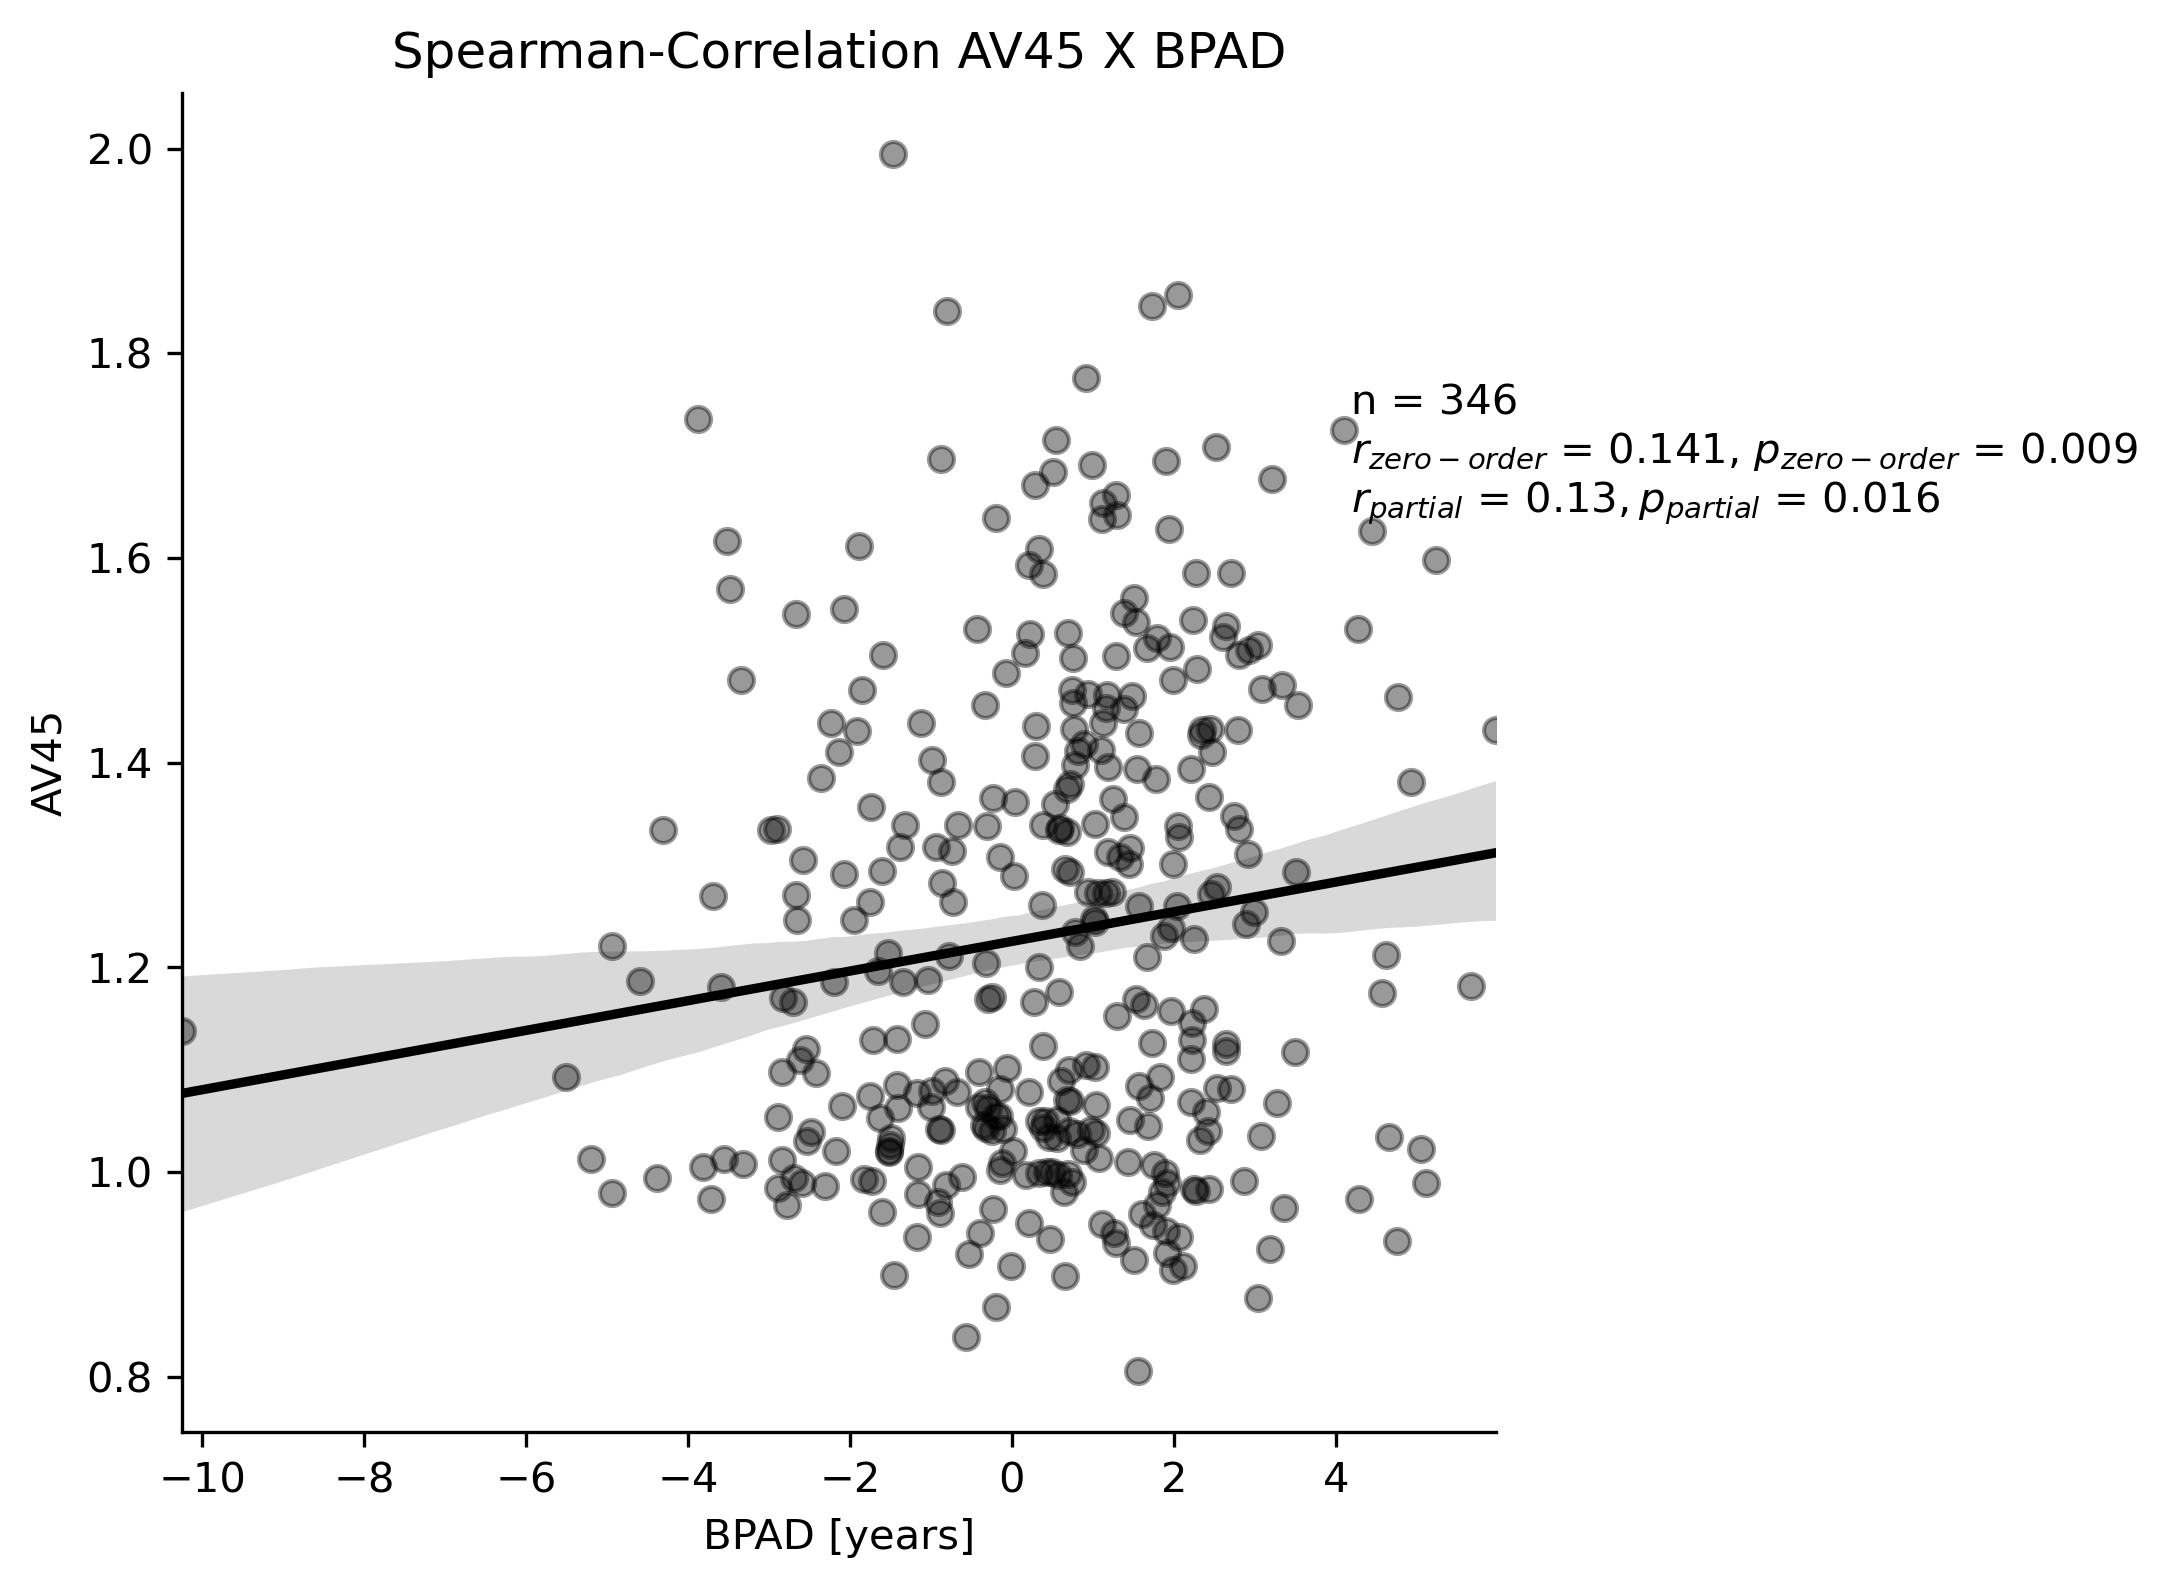 Spearman-Correlation AV45 X BPAD
2.0
1.8
1.6
1.4
1.2
1.0
0.8
AV45
n = 346
r_zero−order = 0.141, p_zero−order = 0.009
r_partial = 0.13, p_partial = 0.016
−10 −8 −6 −4 −2 0 2 4
BPAD [years]